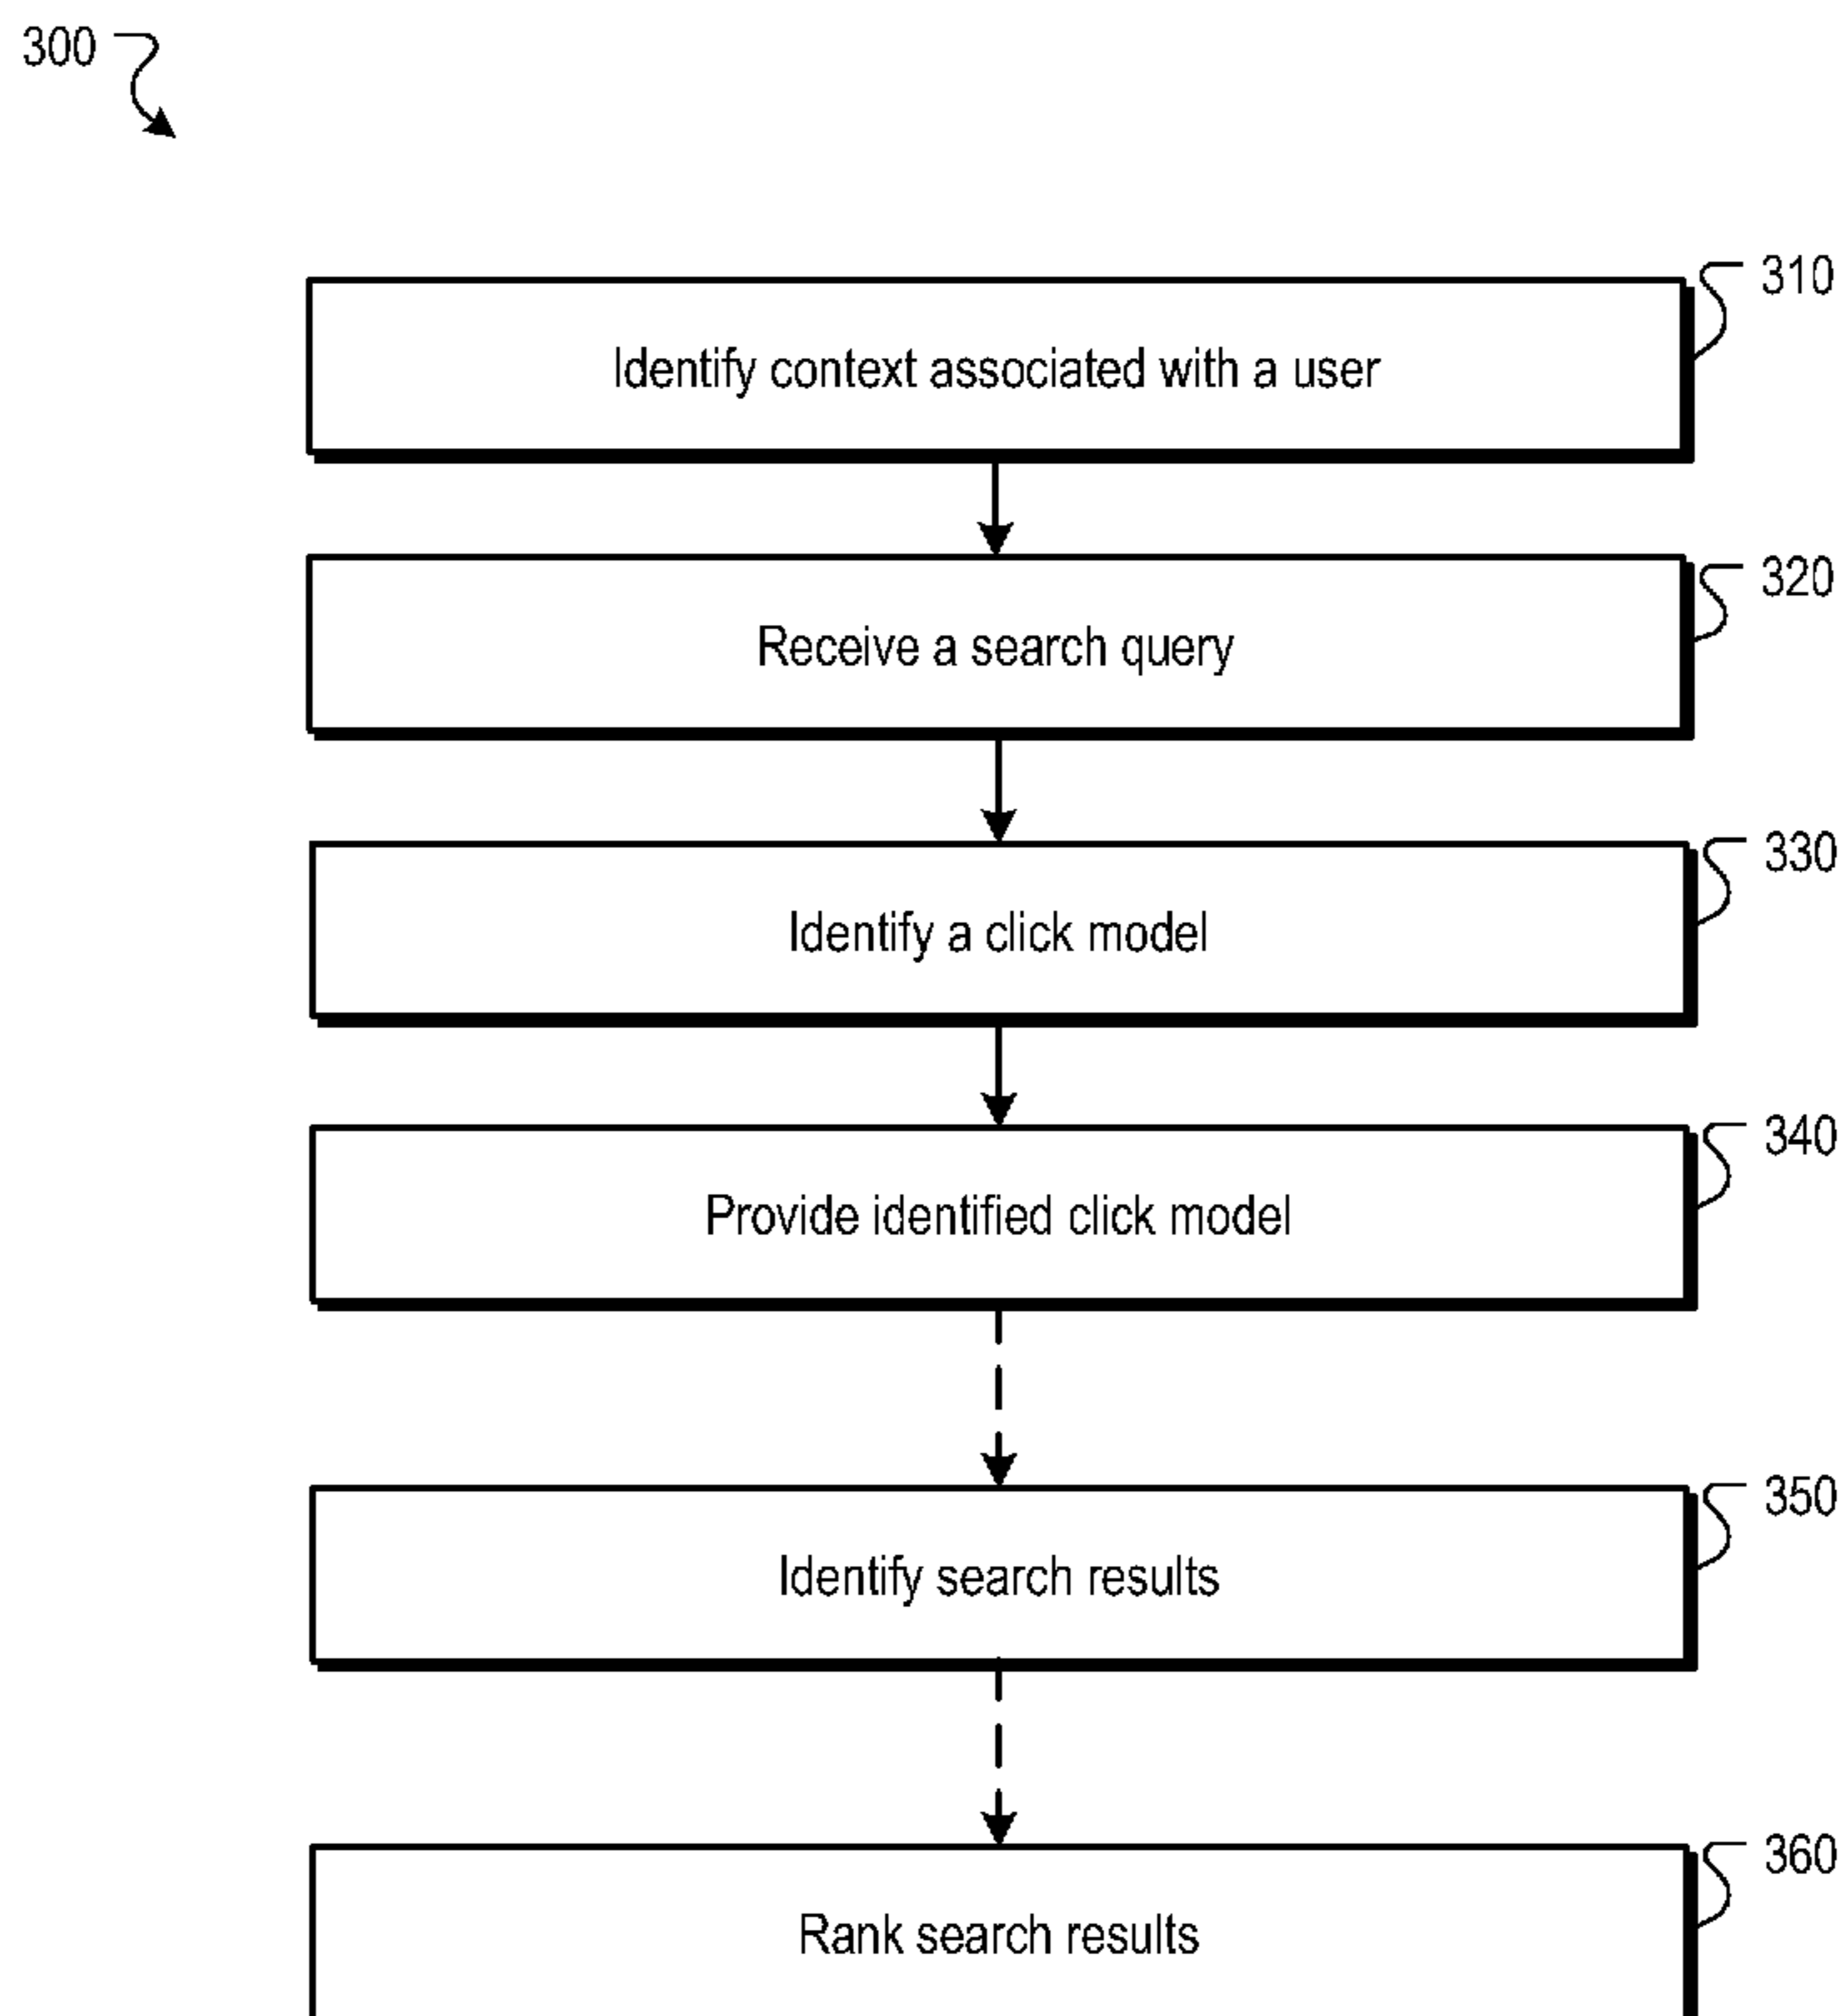 300
310
Identify context associated with a user
320
Receive a search query
330
Identify a click model
340
Provide identified click model
350
Identify search results
360
Rank search results